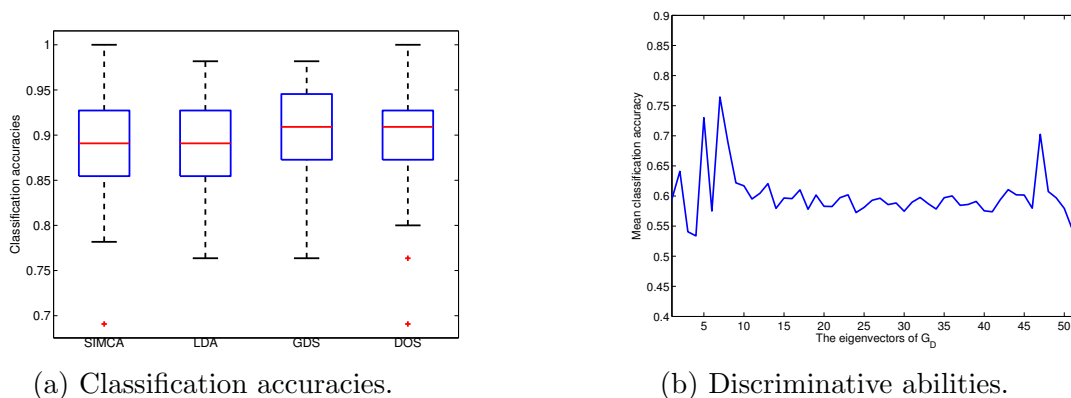 1
0.95
0.9
0.85
0.8
0.75
0.7
Classification accuracies
SIMCA LDA GDS DOS
(a) Classification accuracies.
0.9
0.85
0.8
0.75
0.7
0.65
0.6
0.55
0.5
0.45
0.4
Mean classification accuracy
5 10 15 20 25 30 35 40 45 50
The eigenvectors of G_D
(b) Discriminative abilities.